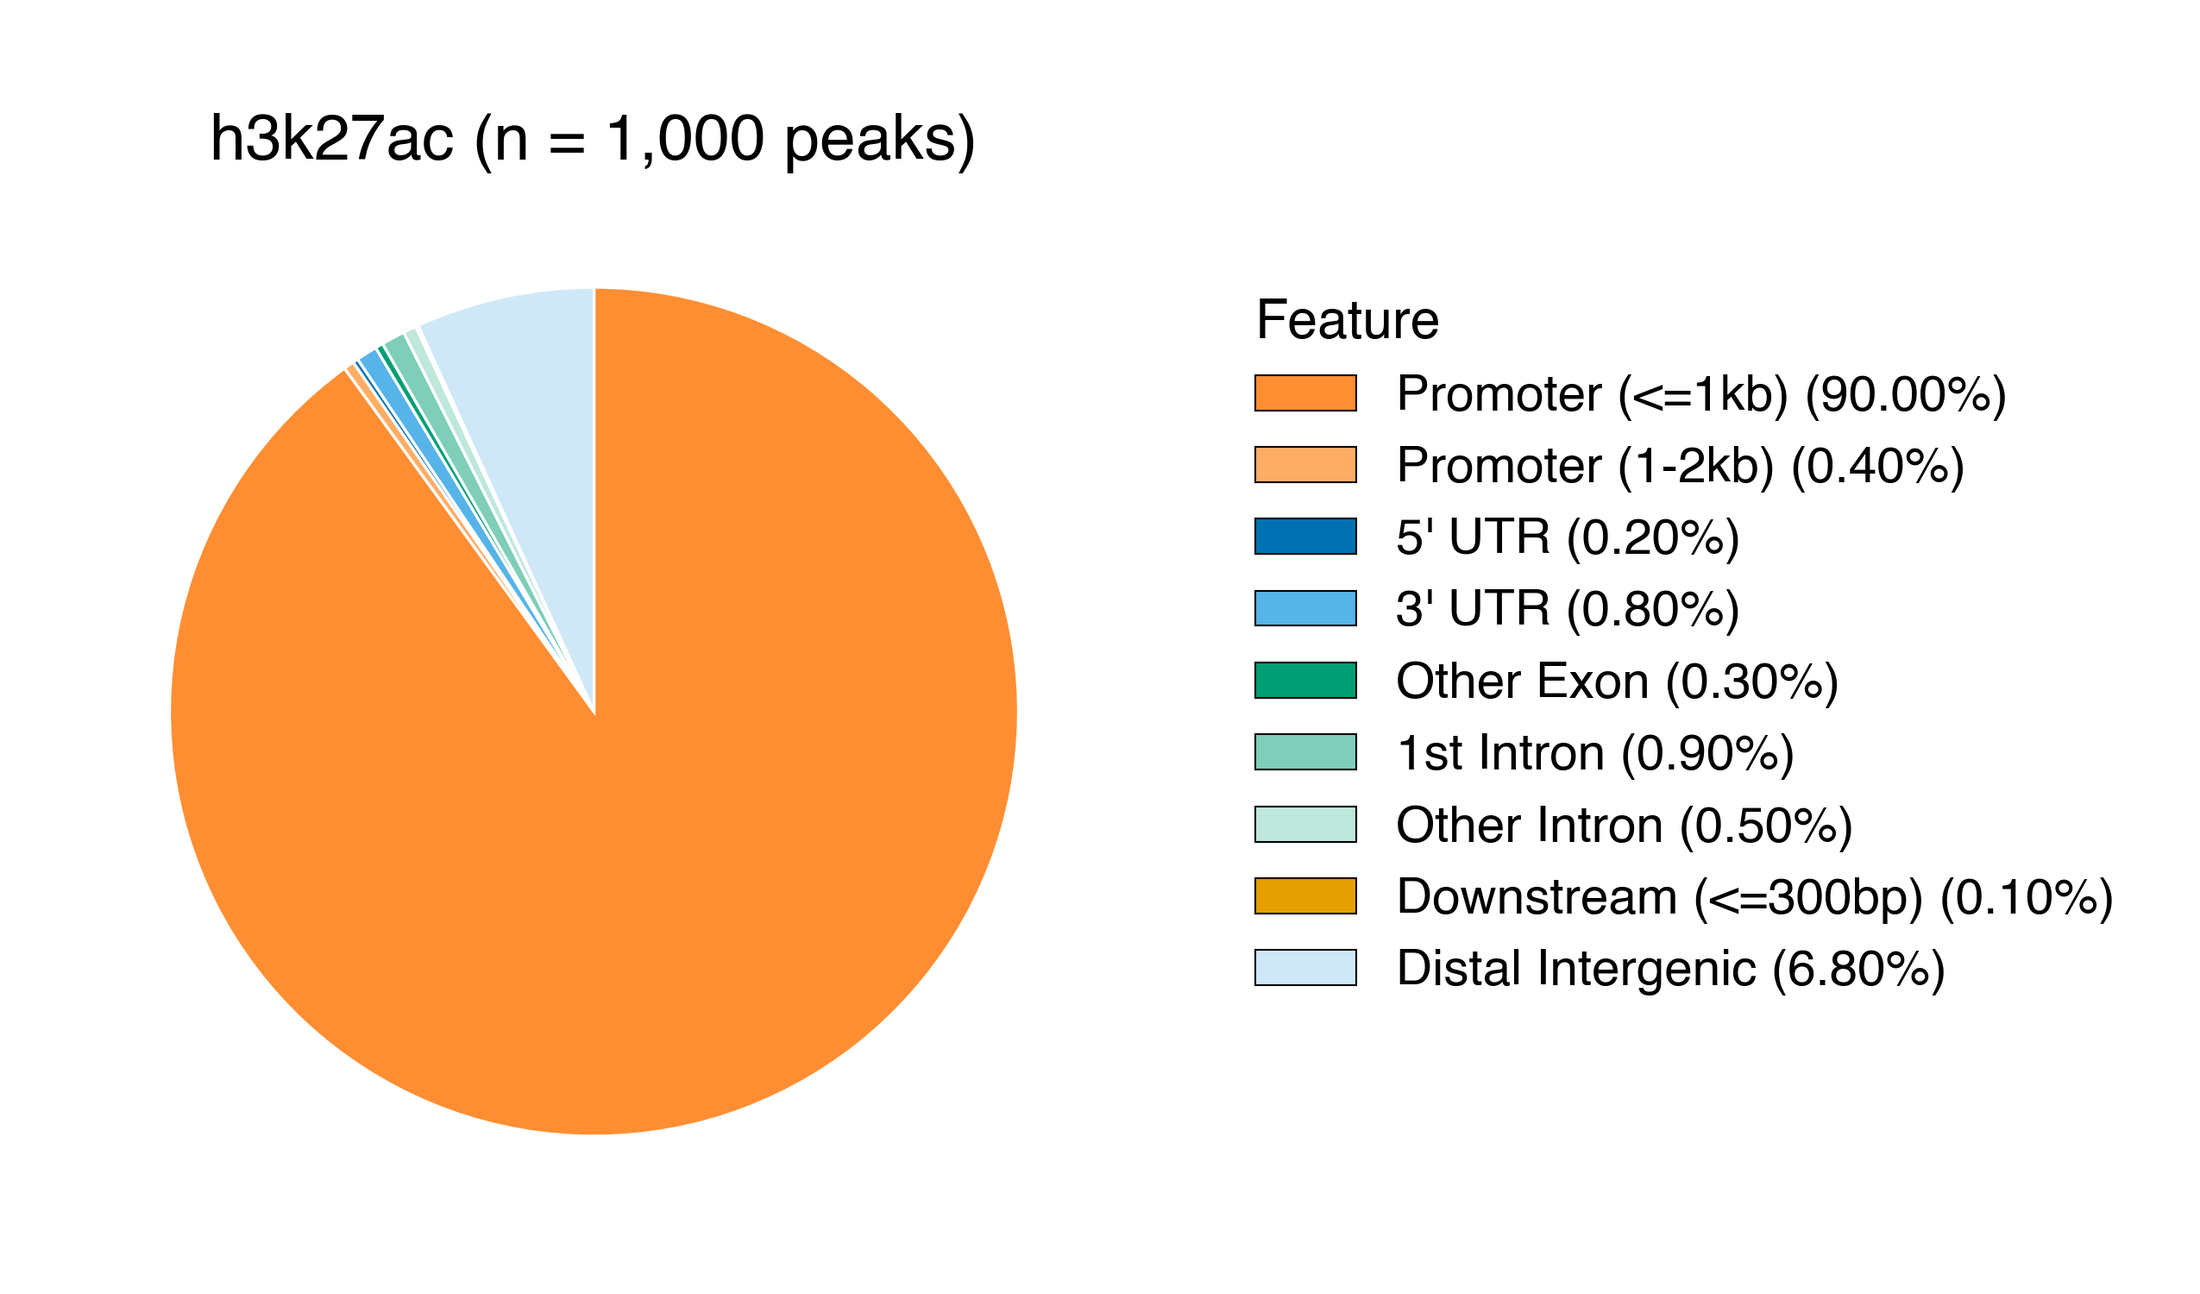 h3k27ac (n = 1,000 peaks)
Feature
Promoter (<=1kb) (90.00%)
Promoter (1-2kb) (0.40%)
5' UTR (0.20%)
3' UTR (0.80%)
Other Exon (0.30%)
1st Intron (0.90%)
Other Intron (0.50%)
Downstream (<=300bp) (0.10%)
Distal Intergenic (6.80%)